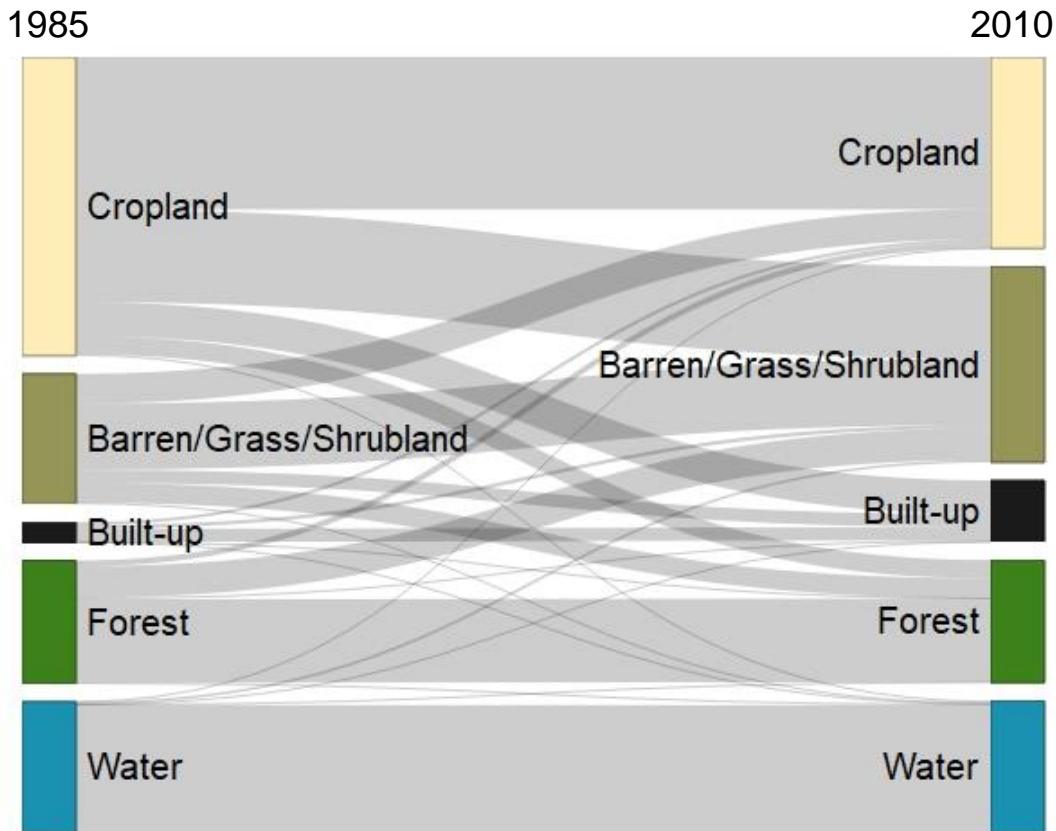 1985
2010
Cropland
Cropland
Barren/Grass/Shrubland
Barren/Grass/Shrubland
Built-up
Built-up
Forest
Forest
Water
Water